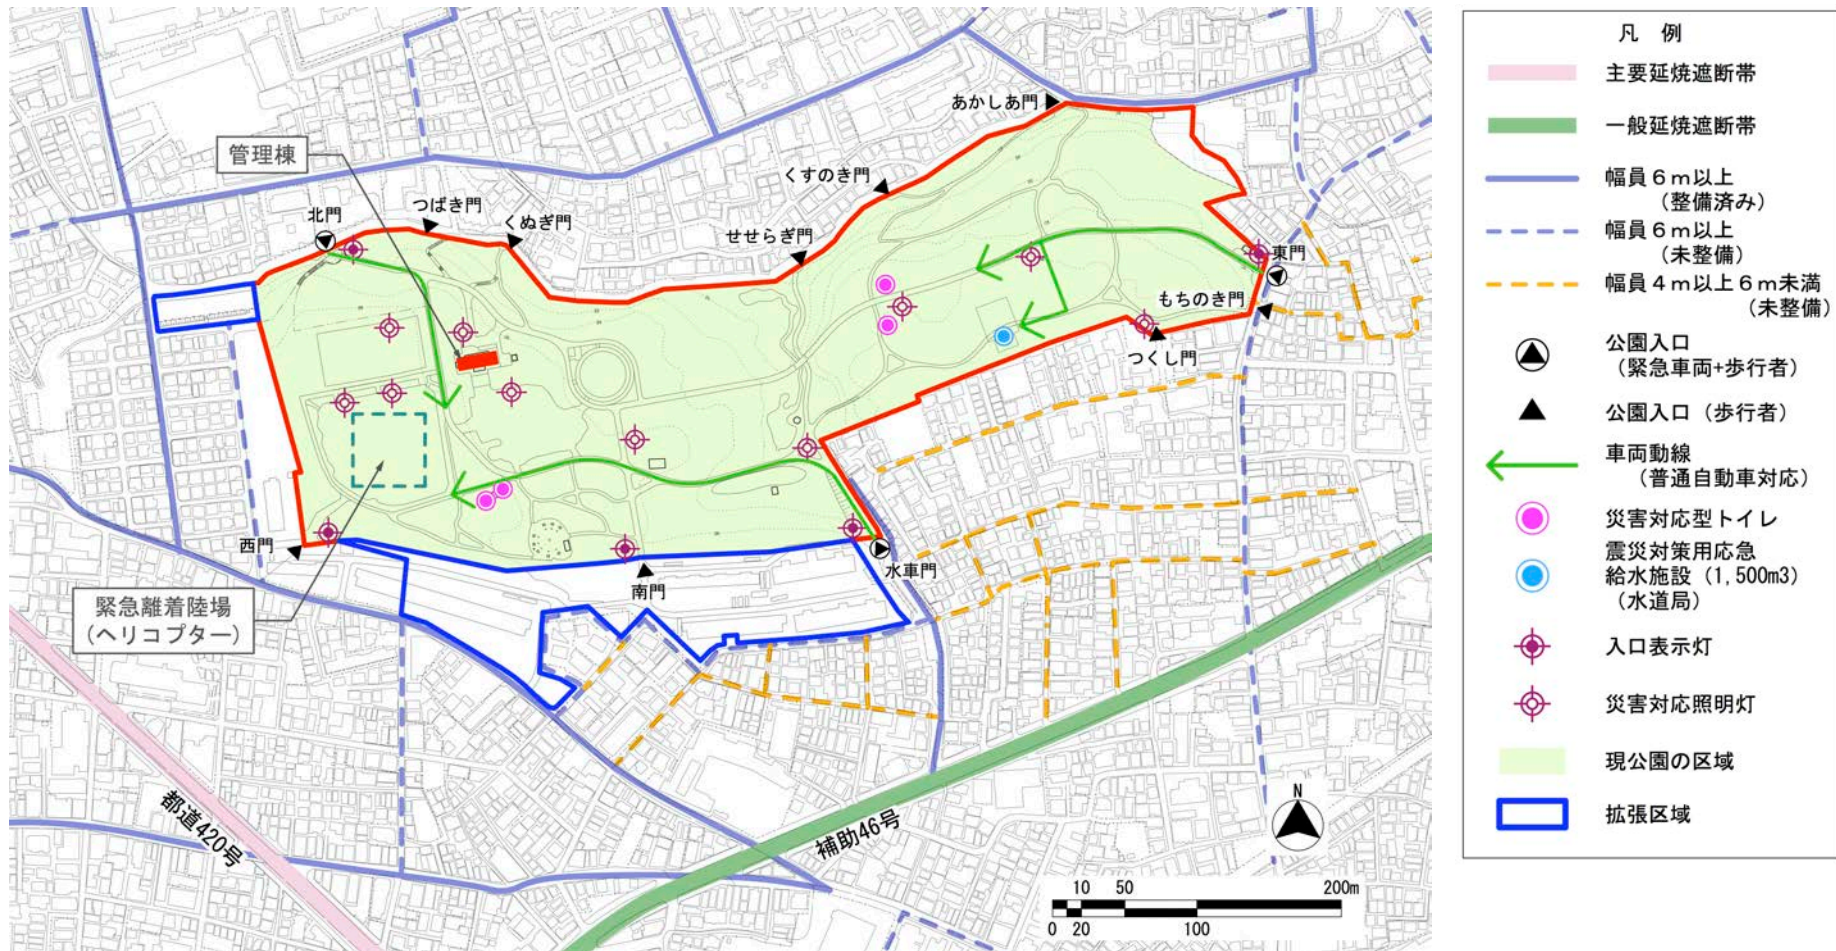 あかしあ門
管理棟
くすのき門
つばき門
北門
くぬぎ門
せせらぎ門
東門
もちのき門
つくし門
西門
水車門
南門
緊急離着陸場
（ヘリコプター）
都道420号
補助46号
N
10 50 200m
0 20 100
凡 例
主要延焼遮断帯
一般延焼遮断帯
幅員６ｍ以上
（整備済み）
幅員６ｍ以上
（未整備）
幅員４ｍ以上６ｍ未満
（未整備）
公園入口
（緊急車両+歩行者）
公園入口（歩行者）
車両動線
（普通自動車対応）
災害対応型トイレ
震災対策用応急
給水施設（1,500m3）
（水道局）
入口表示灯
災害対応照明灯
現公園の区域
拡張区域